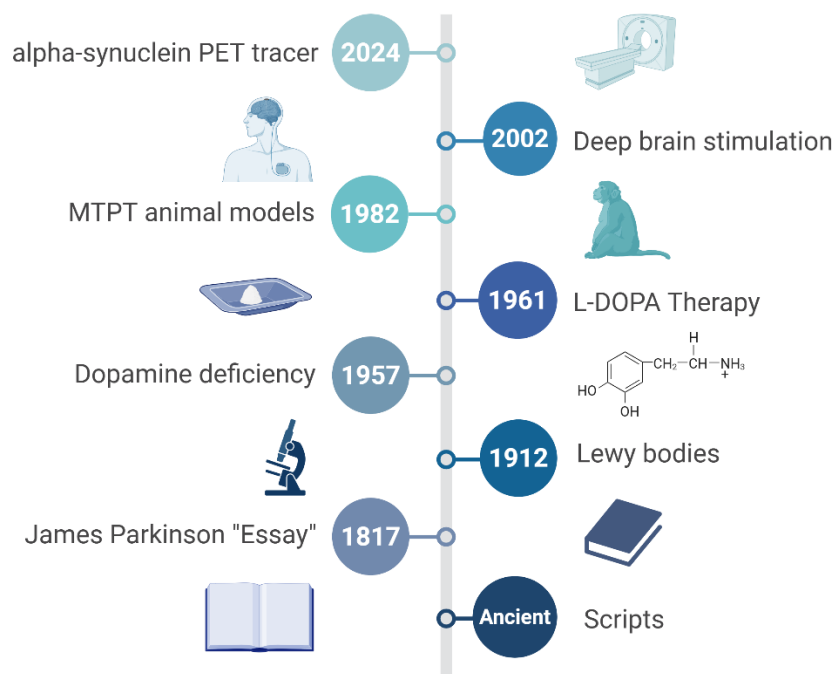 alpha-synuclein PET tracer 2024
2002 Deep brain stimulation
MTPT animal models 1982
1961 L-DOPA Therapy
Dopamine deficiency 1957
H
CH₂—CH—NH₃
+
HO
OH
1912 Lewy bodies
James Parkinson "Essay" 1817
Ancient Scripts